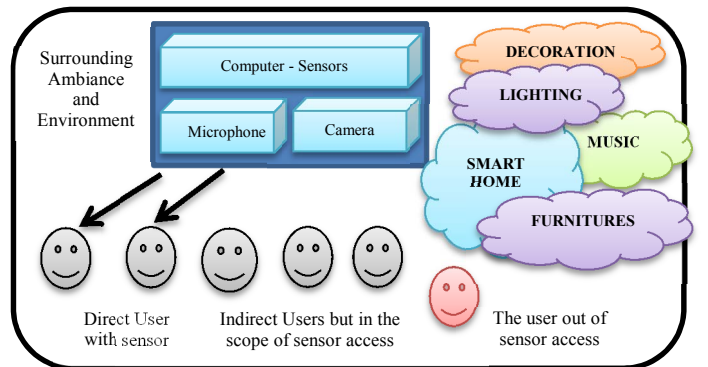 Surrounding
Ambiance
and
Environment
Computer - Sensors
Microphone
Camera
DECORATION
LIGHTING
MUSIC
SMART
HOME
FURNITURES
Direct User
with sensor
Indirect Users but in the
scope of sensor access
The user out of
sensor access